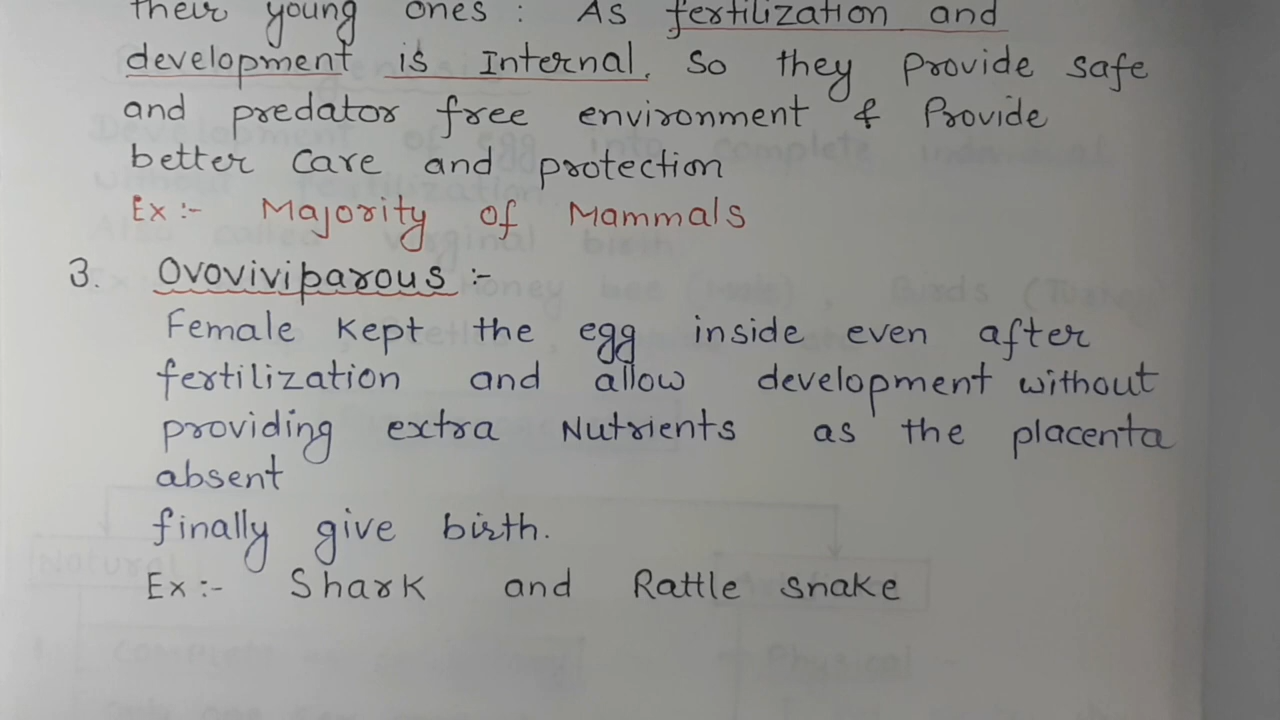 their young ones : As fertilization and
development is Internal. So they Provide safe
and predator free environment & Provide
better care and protection
Ex :- Majority of Mammals
3. Ovoviviparous :-
Female kept the egg inside even after
fertilization and allow development without
providing extra Nutrients as the placenta
absent
finally give birth.
Ex :- Shark and Rattle snake